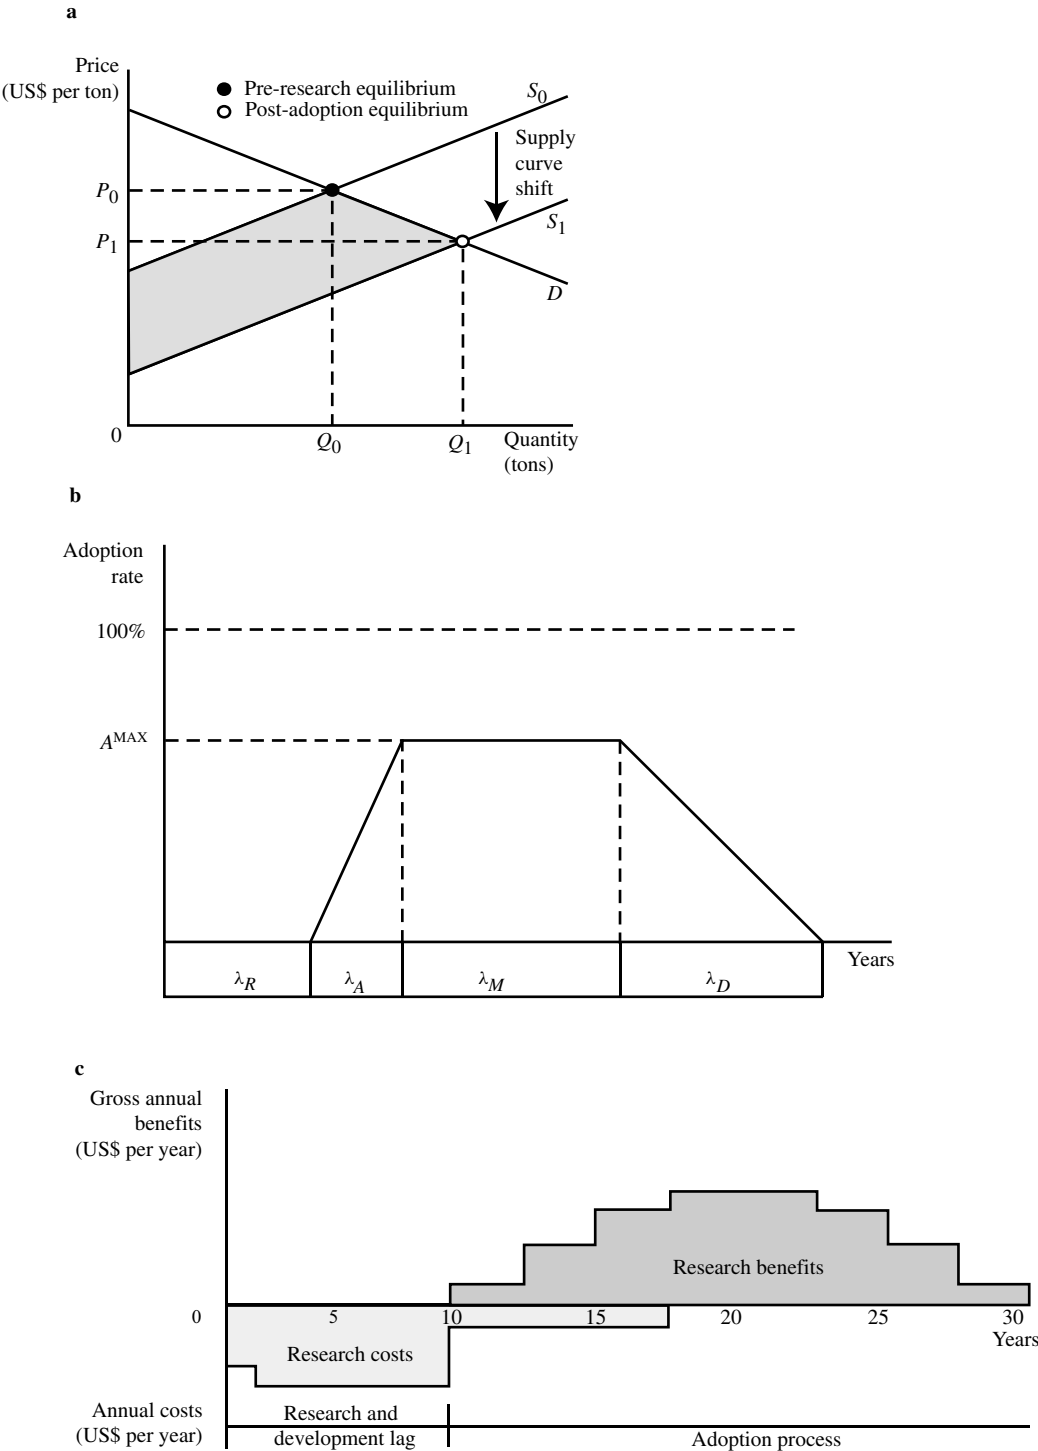 a
Price
(US$ per ton)
Pre-research equilibrium
Post-adoption equilibrium
S0
Supply
curve
shift
P0
S1
P1
D
0
Q0
Q1
Quantity
(tons)
b
Adoption
rate
100%
AMAX
Years
λR
λA
λM
λD
c
Gross annual
benefits
(US$ per year)
Research benefits
0
5
10
15
20
25
30
Years
Research costs
Annual costs
(US$ per year)
Research and
development lag
Adoption process